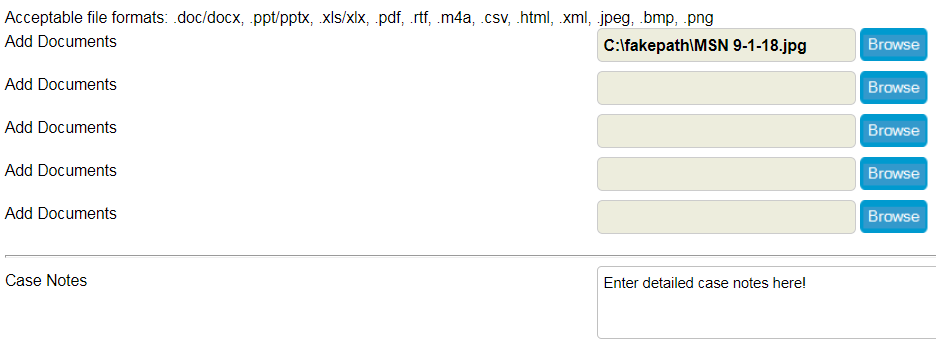 Acceptable file formats: .doc/docx, .ppt/pptx, .xls/xlx, .pdf, .rtf, .m4a, .csv, .html, .xml, .jpeg, .bmp, .png
Add Documents C:\fakepath\MSN 9-1-18.jpg Browse
Add Documents Browse
Add Documents Browse
Add Documents Browse
Add Documents Browse
Case Notes Enter detailed case notes here!